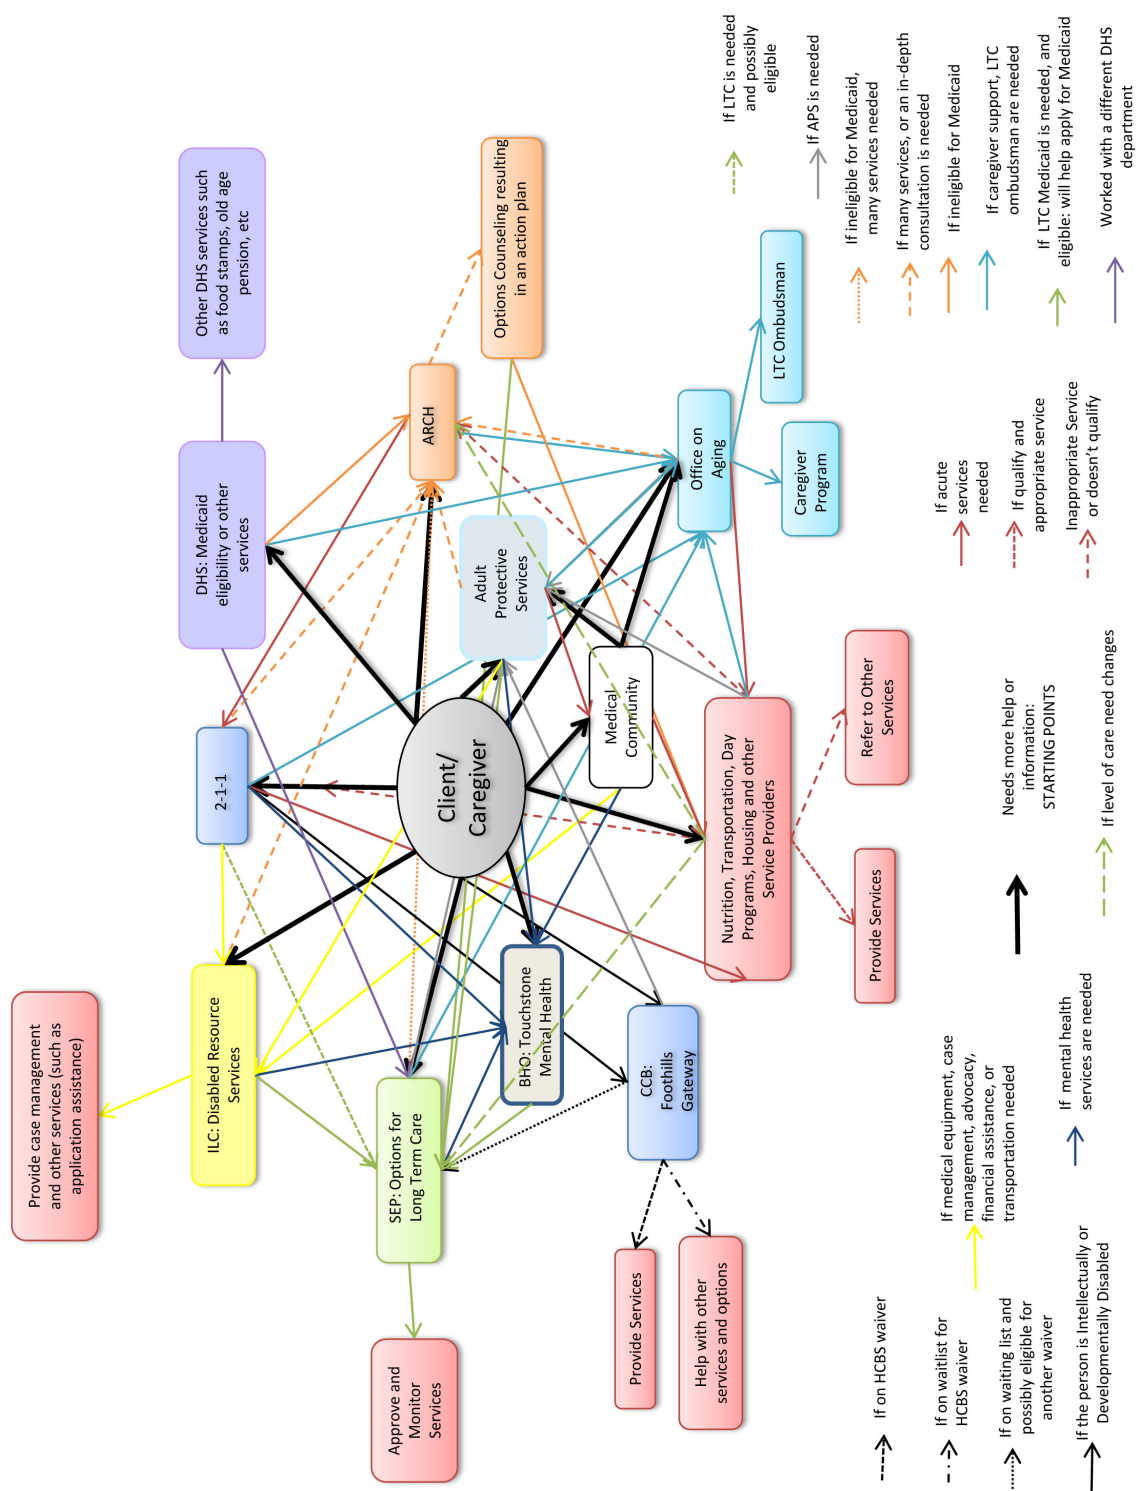 Provide case management
and other services (such as
application assistance)
Other DHS services such
as food stamps, old age
pension, etc
DHS: Medicaid
eligibility or other
services
2-1-1
ILC: Disabled Resource
Services
ARCH
Options Counseling resulting
in an action plan
Client/
Caregiver
Adult
Protective
Services
SEP: Options for
Long Term Care
Approve and
Monitor
Services
BHO: Touchstone
Mental Health
Medical
Community
Office on
Aging
LTC Ombudsman
Caregiver
Program
CCB:
Foothills
Gateway
Nutrition, Transportation, Day
Programs, Housing and other
Service Providers
Provide Services
Help with other
services and options
Provide Services
Refer to Other
Services
If on HCBS waiver
If on waitlist for
HCBS waiver
If on waiting list and
possibly eligible for
another waiver
If the person is Intellectually or
Developmentally Disabled
If medical equipment, case
management, advocacy,
financial assistance, or
transportation needed
If mental health
services are needed
Needs more help or
information:
STARTING POINTS
If level of care need changes
If acute
services
needed
If qualify and
appropriate service
Inappropriate Service
or doesn't qualify
If LTC is needed
and possibly
eligible
If APS is needed
If ineligible for Medicaid,
many services needed
If many services, or an in-depth
consultation is needed
If ineligible for Medicaid
If caregiver support, LTC
ombudsman are needed
If LTC Medicaid is needed, and
eligible: will help apply for Medicaid
Worked with a different DHS
department